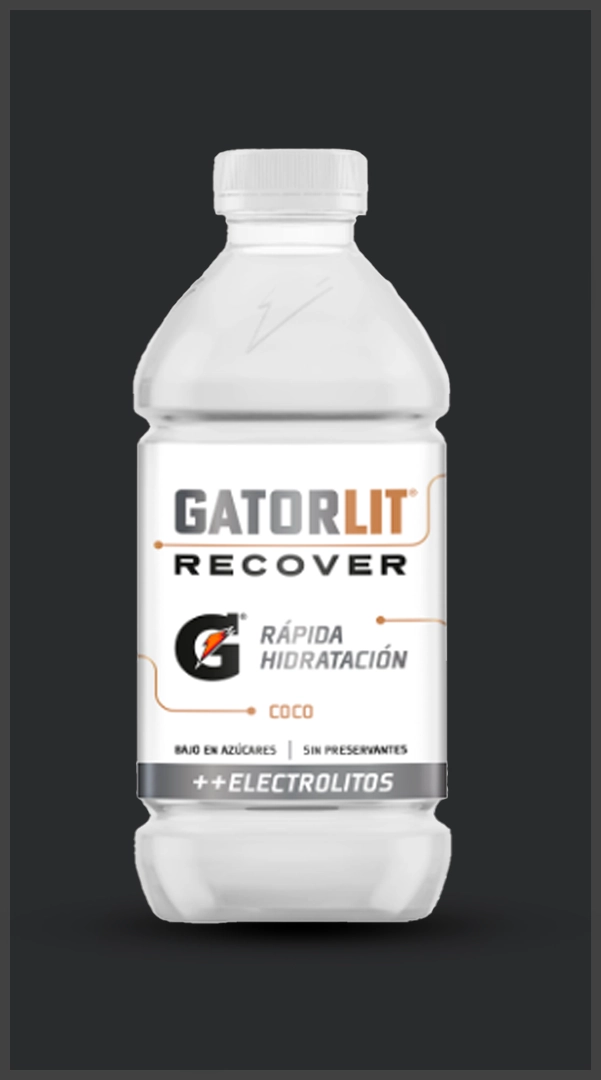 GATORLIT®
RECOVER
G®
RÁPIDA
HIDRATACIÓN
COCO
BAJO EN AZÚCARES | SIN PRESERVANTES
++ELECTROLITOS